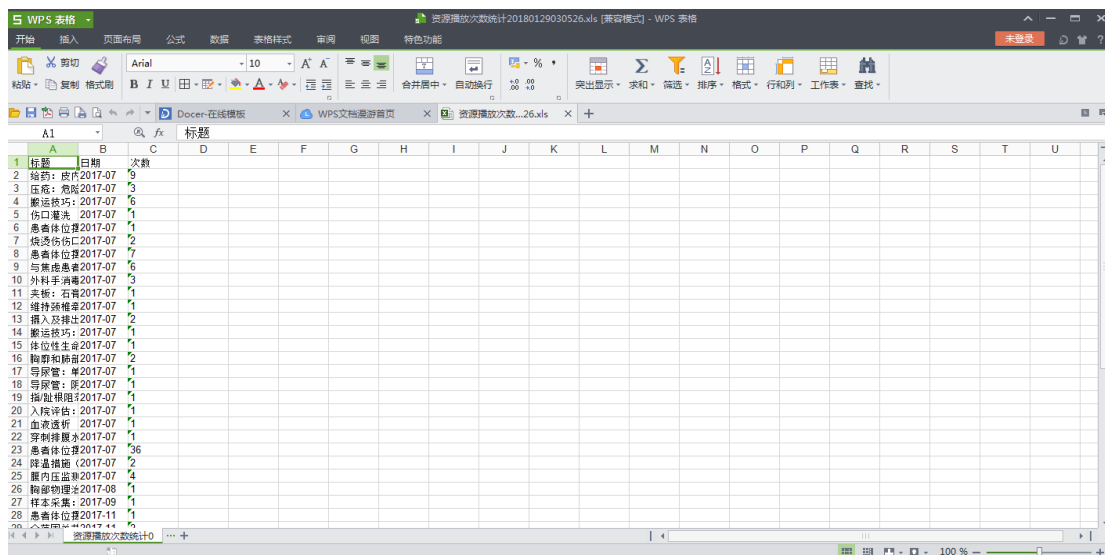 WPS 表格
资源播放次数统计20180129030526.xls [兼容模式] - WPS 表格
开始 插入 页面布局 公式 数据 表格样式 审阅 视图 特色功能 未登录
剪切 Arial 10
粘贴 复制 格式刷 B I U 合并居中 自动换行 突出显示 求和 筛选 排序 格式 行和列 工作表 查找
Docer-在线模板 WPS文档漫游首页 资源播放次数...26.xls
A1 fx 标题
A B C D E F G H I J K L M N O P Q R S T U
1 标题 日期 次数
2 给药：皮内 2017-07 9
3 压疮：危险 2017-07 3
4 搬运技巧： 2017-07 6
5 伤口灌洗 2017-07 1
6 患者体位摆 2017-07 1
7 烧烫伤伤口 2017-07 2
8 患者体位摆 2017-07 7
9 与焦虑患者 2017-07 6
10 外科手消毒 2017-07 3
11 夹板：石膏 2017-07 1
12 维持颈椎牵 2017-07 1
13 摄入及排出 2017-07 2
14 搬运技巧： 2017-07 1
15 体位性生命 2017-07 1
16 胸廓和肺部 2017-07 2
17 导尿管：单 2017-07 1
18 导尿管：阴 2017-07 1
19 指/趾根阻滞 2017-07 1
20 入院评估： 2017-07 1
21 血液透析 2017-07 1
22 穿刺排腹水 2017-07 1
23 患者体位摆 2017-07 36
24 降温措施（ 2017-07 2
25 腹内压监测 2017-07 4
26 胸部物理治 2017-08 1
27 样本采集： 2017-09 1
28 患者体位摆 2017-11 1
29 2017-11
资源播放次数统计0 ... +
100 %